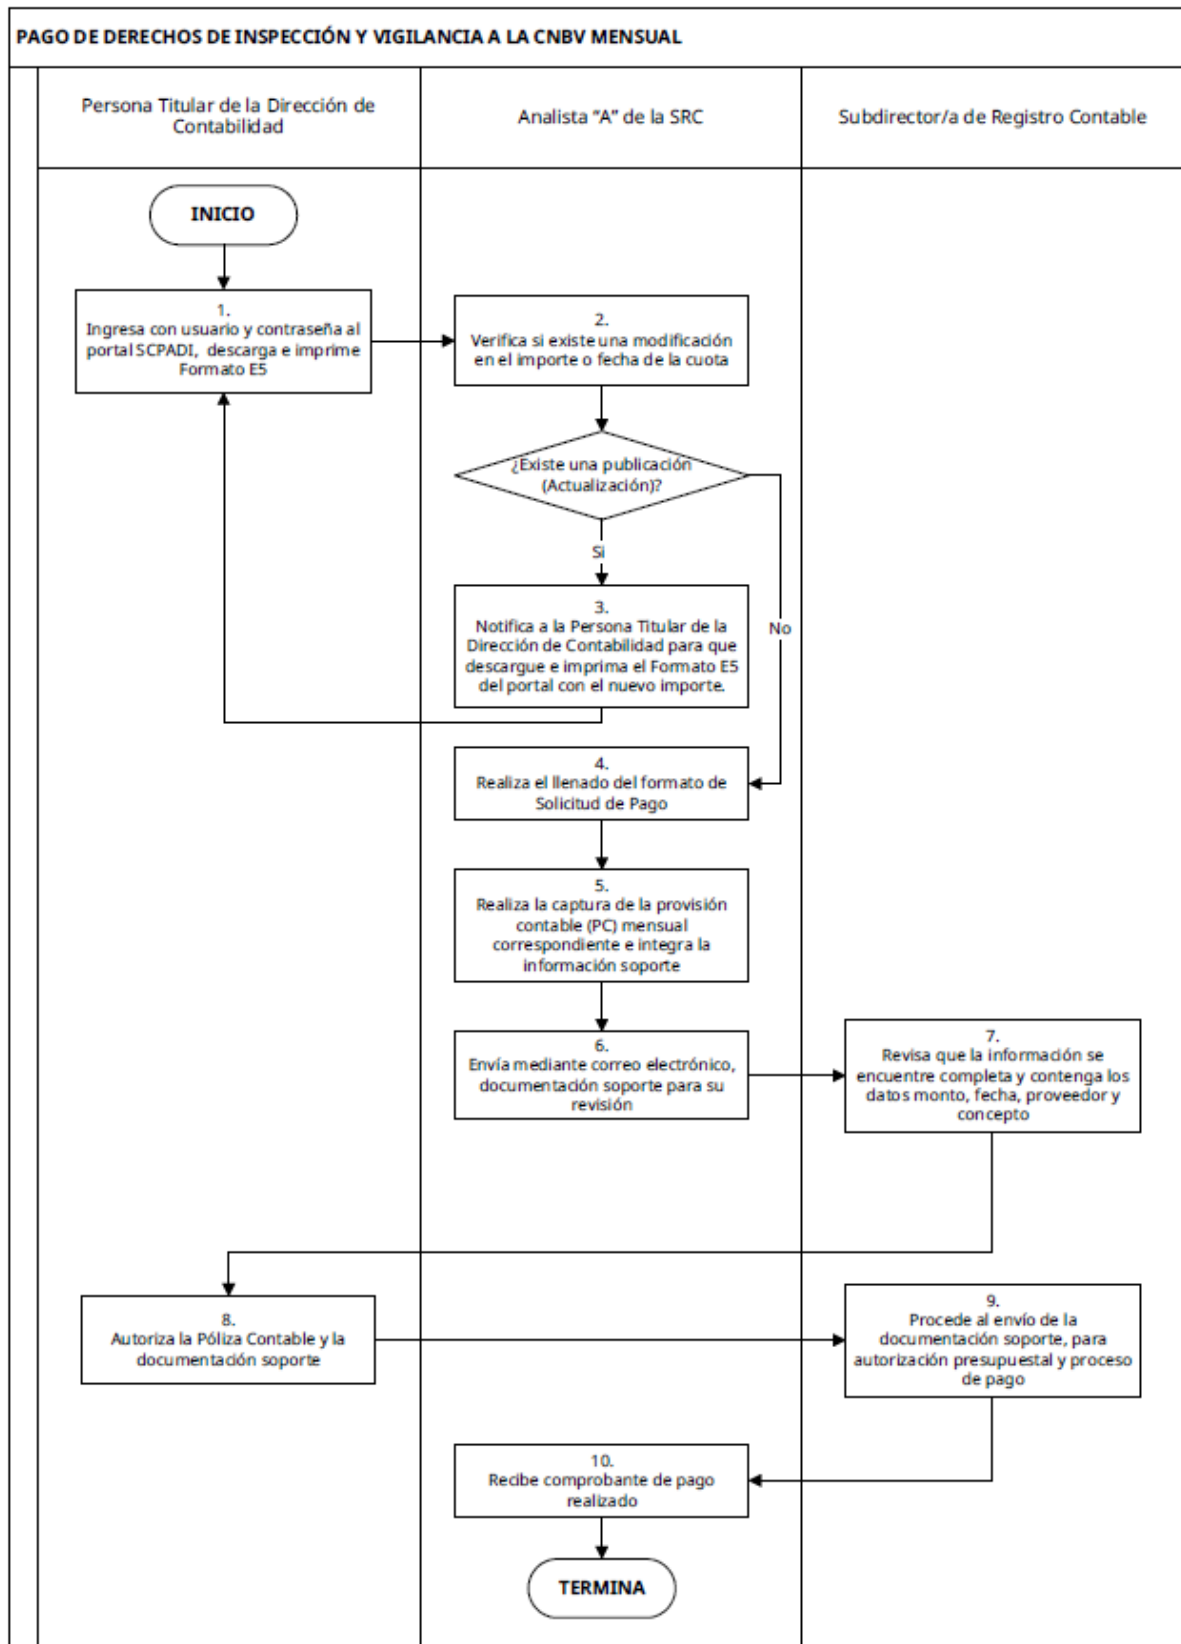 PAGO DE DERECHOS DE INSPECCIÓN Y VIGILANCIA A LA CNBV MENSUAL
Persona Titular de la Dirección de
Contabilidad
Analista “A” de la SRC
Subdirector/a de Registro Contable
INICIO
1.
Ingresa con usuario y contraseña al
portal SCPADI, descarga e imprime
Formato E5
2.
Verifica si existe una modificación
en el importe o fecha de la cuota
¿Existe una publicación
(Actualización)?
Si
No
3.
Notifica a la Persona Titular de la
Dirección de Contabilidad para que
descargue e imprima el Formato E5
del portal con el nuevo importe.
4.
Realiza el llenado del formato de
Solicitud de Pago
5.
Realiza la captura de la provisión
contable (PC) mensual
correspondiente e integra la
información soporte
6.
Envía mediante correo electrónico,
documentación soporte para su
revisión
7.
Revisa que la información se
encuentre completa y contenga los
datos monto, fecha, proveedor y
concepto
8.
Autoriza la Póliza Contable y la
documentación soporte
9.
Procede al envío de la
documentación soporte, para
autorización presupuestal y proceso
de pago
10.
Recibe comprobante de pago
realizado
TERMINA